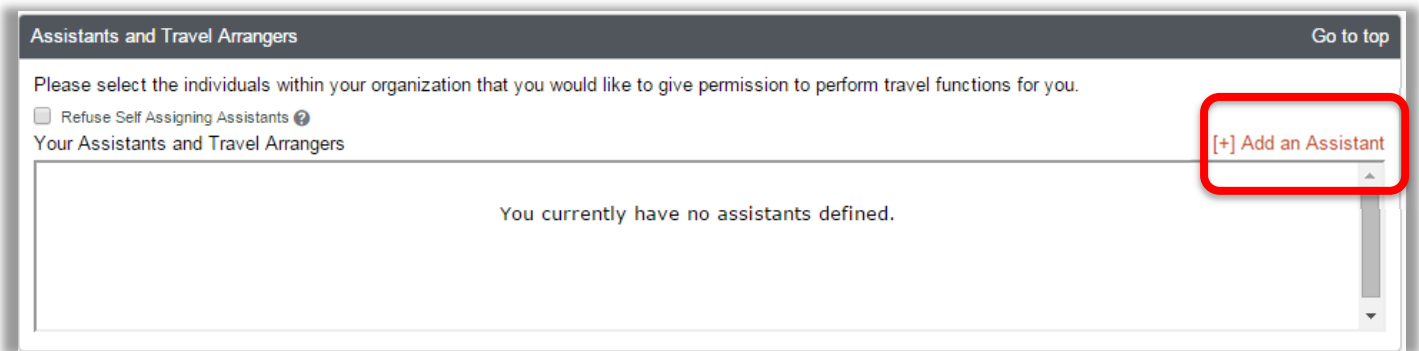 Assistants and Travel Arrangers Go to top
Please select the individuals within your organization that you would like to give permission to perform travel functions for you.
Refuse Self Assigning Assistants ?
Your Assistants and Travel Arrangers [+] Add an Assistant
You currently have no assistants defined.